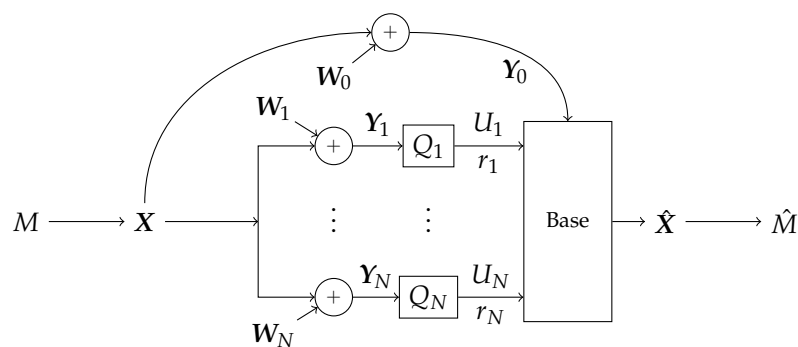 +
W₀
Y₀
W₁
Y₁
U₁
+
Q₁
r₁
M
X
⋮
⋮
Base
X̂
M̂
Y_N
U_N
+
Q_N
r_N
W_N